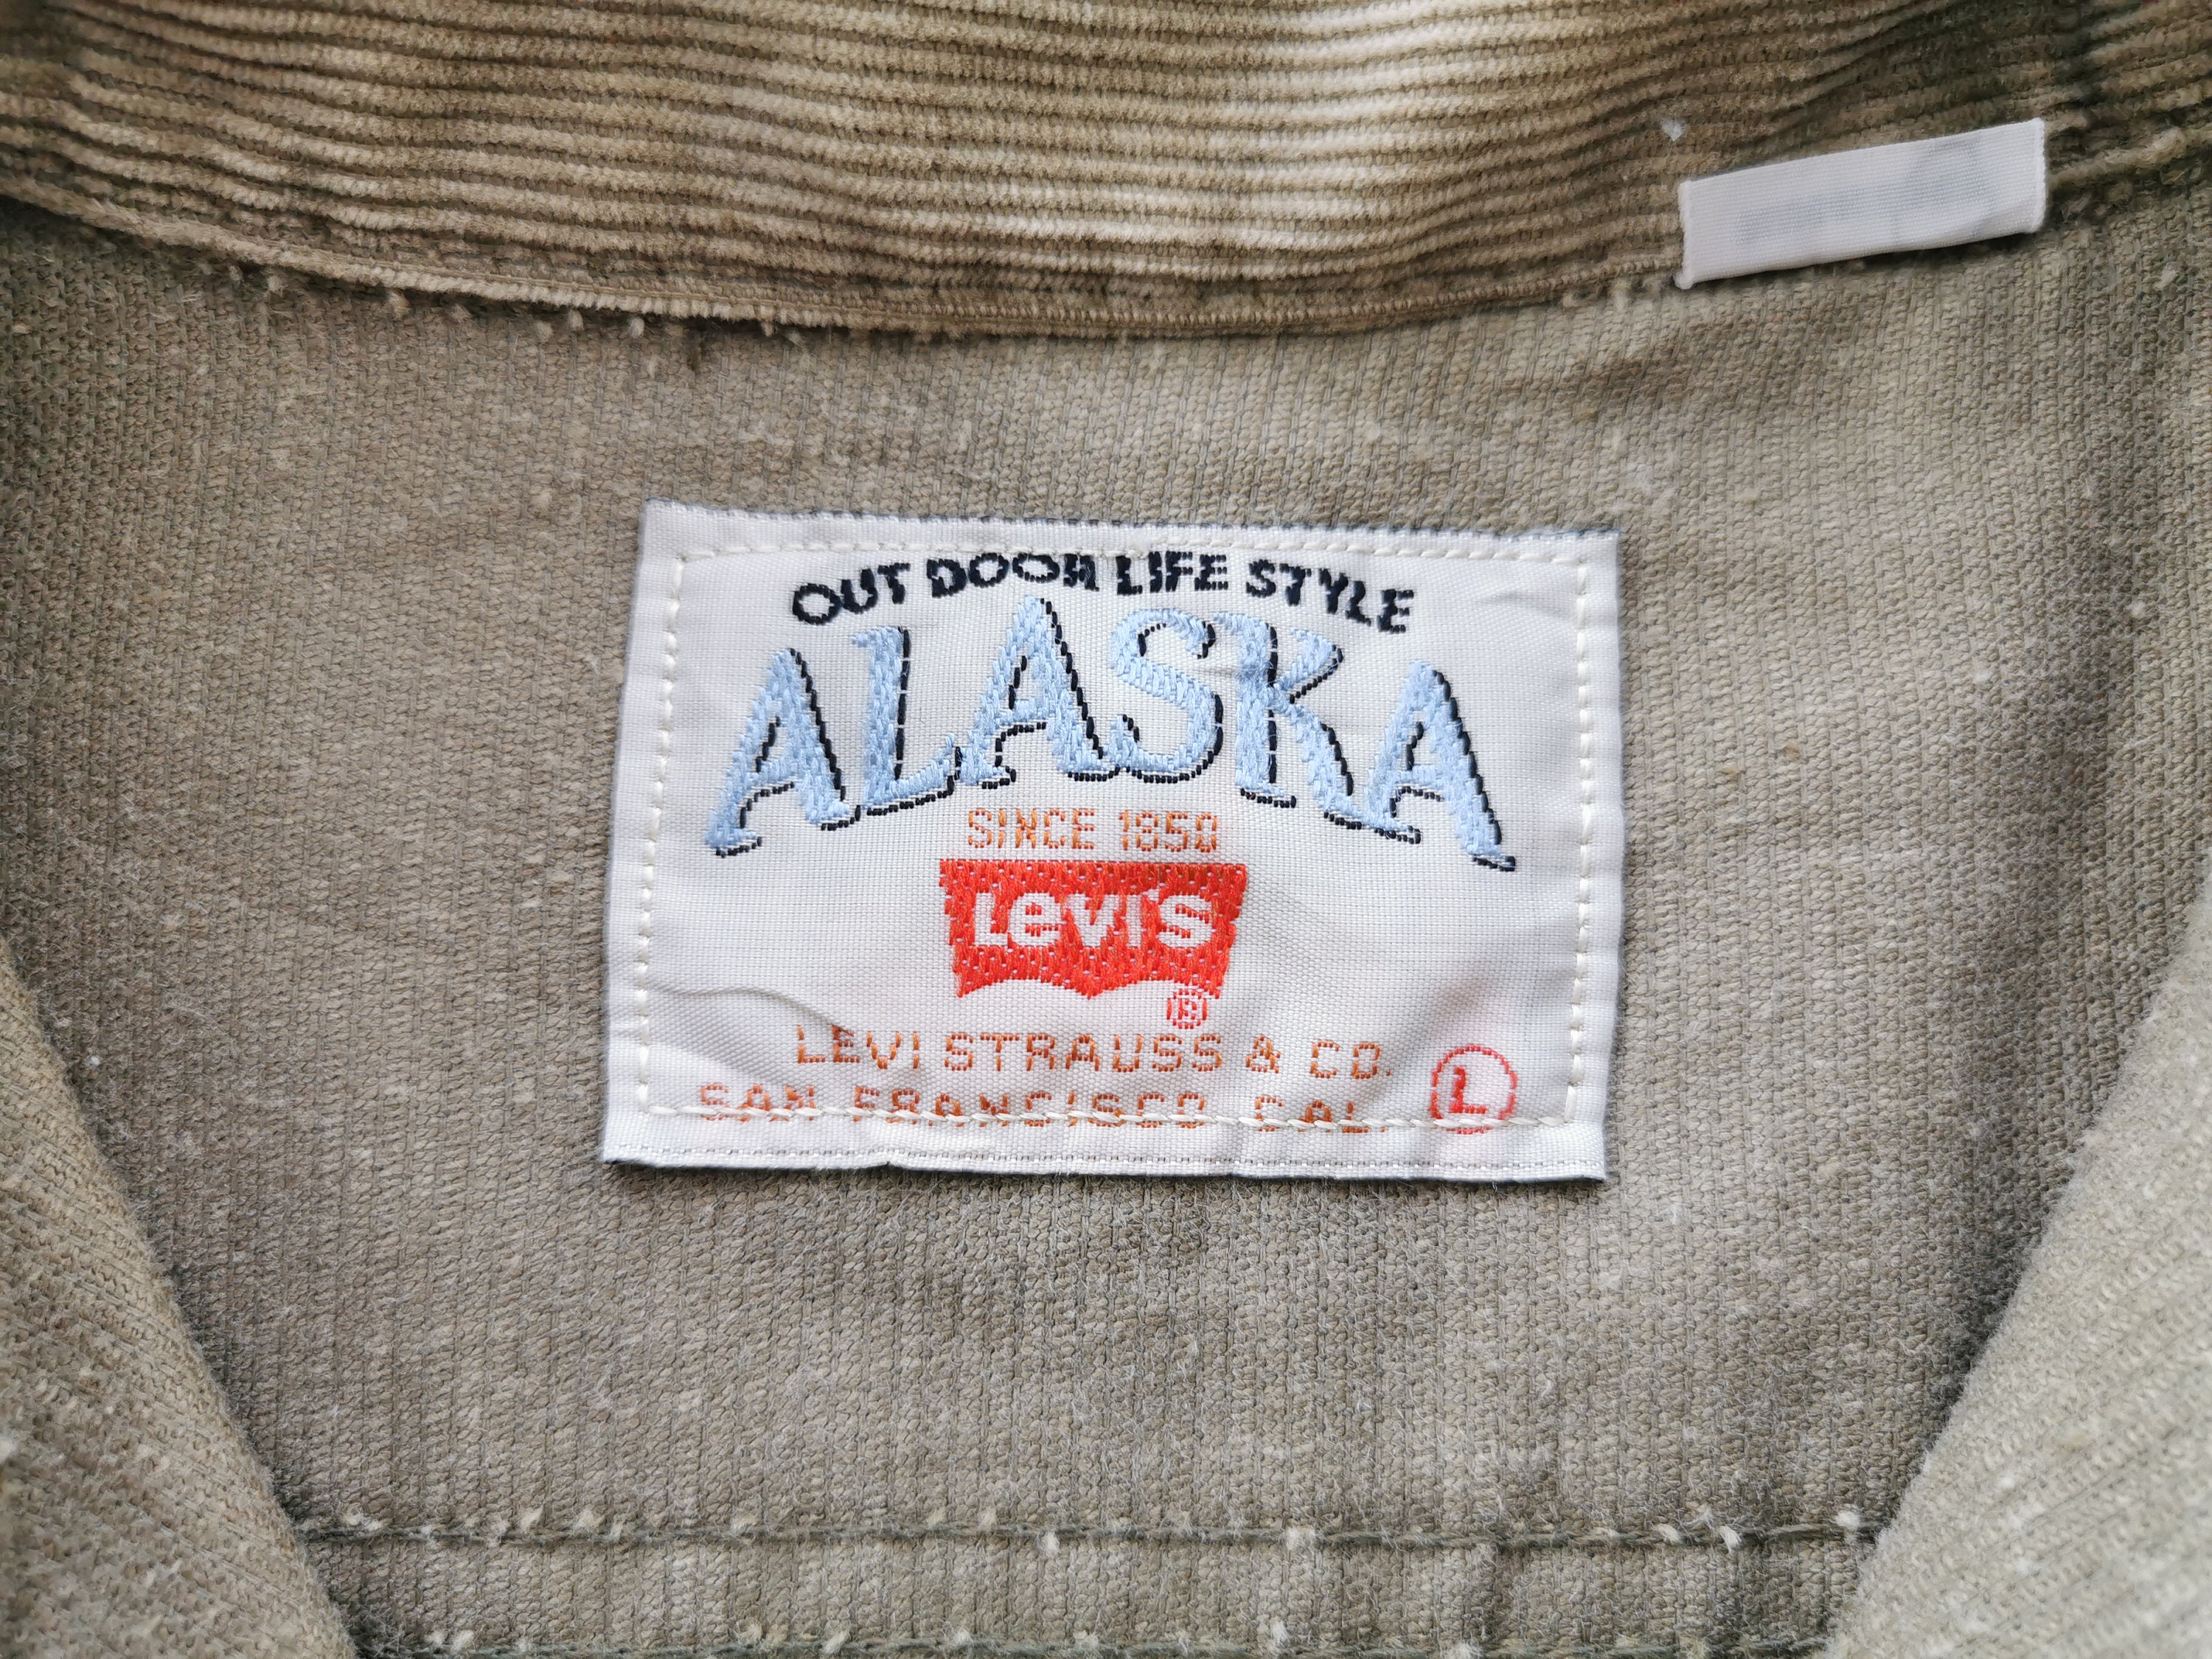 OUT DOOR LIFE STYLE
ALASKA
SINCE 1850
Levi's
®
LEVI STRAUSS & CO.
SAN FRANCISCO CAL. L